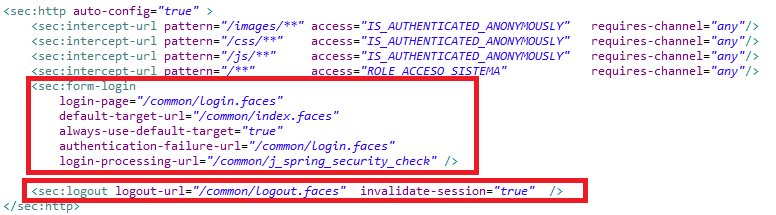 <sec:http auto-config="true" >
<sec:intercept-url pattern="/images/**" access="IS_AUTHENTICATED_ANONYMOUSLY" requires-channel="any"/>
<sec:intercept-url pattern="/css/**" access="IS_AUTHENTICATED_ANONYMOUSLY" requires-channel="any"/>
<sec:intercept-url pattern="/js/**" access="IS_AUTHENTICATED_ANONYMOUSLY" requires-channel="any"/>
<sec:intercept-url pattern="/**" access="ROLE_ACCESO_SISTEMA" requires-channel="any"/>
<sec:form-login
login-page="/common/login.faces"
default-target-url="/common/index.faces"
always-use-default-target="true"
authentication-failure-url="/common/login.faces"
login-processing-url="/common/j_spring_security_check" />
<sec:logout logout-url="/common/logout.faces" invalidate-session="true" />
</sec:http>